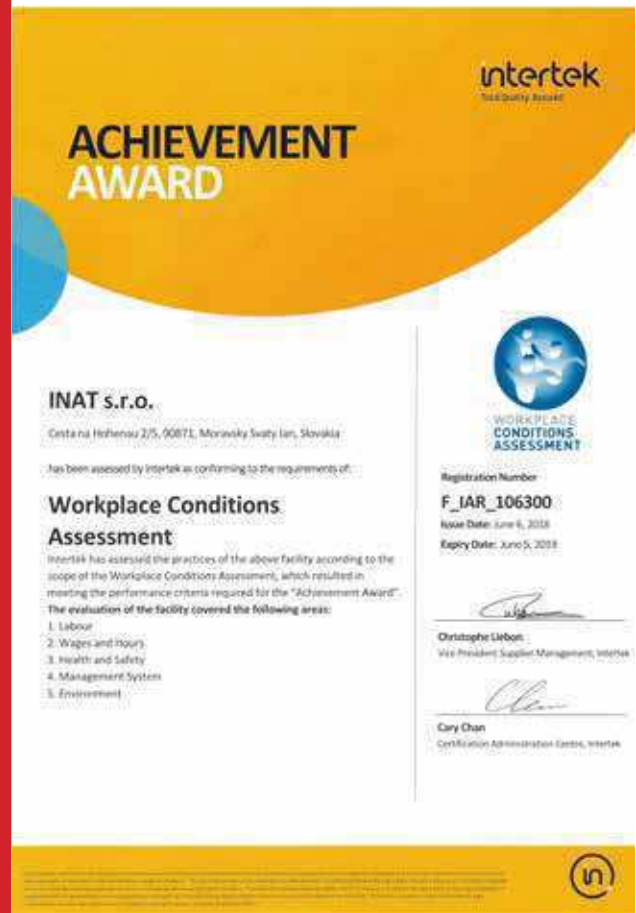 intertek
Total Quality. Assured.
ACHIEVEMENT
AWARD
INAT s.r.o.
Cesta na Hohenau 2/5, 90871, Moravsky Svaty Jan, Slovakia
has been assessed by Intertek as conforming to the requirements of:
Workplace Conditions
Assessment
Intertek has assessed the practices of the above facility according to the
scope of the Workplace Conditions Assessment, which resulted in
meeting the performance criteria required for the "Achievement Award".
The evaluation of the facility covered the following areas:
1. Labour
2. Wages and Hours
3. Health and Safety
4. Management System
5. Environment
WORKPLACE
CONDITIONS
ASSESSMENT
Registration Number
F_IAR_106300
Issue Date: June 6, 2018
Expiry Date: June 5, 2019
Christophe Liebon
Vice President Supplier Management, Intertek
Cary Chan
Certification Administration Centre, Intertek
in